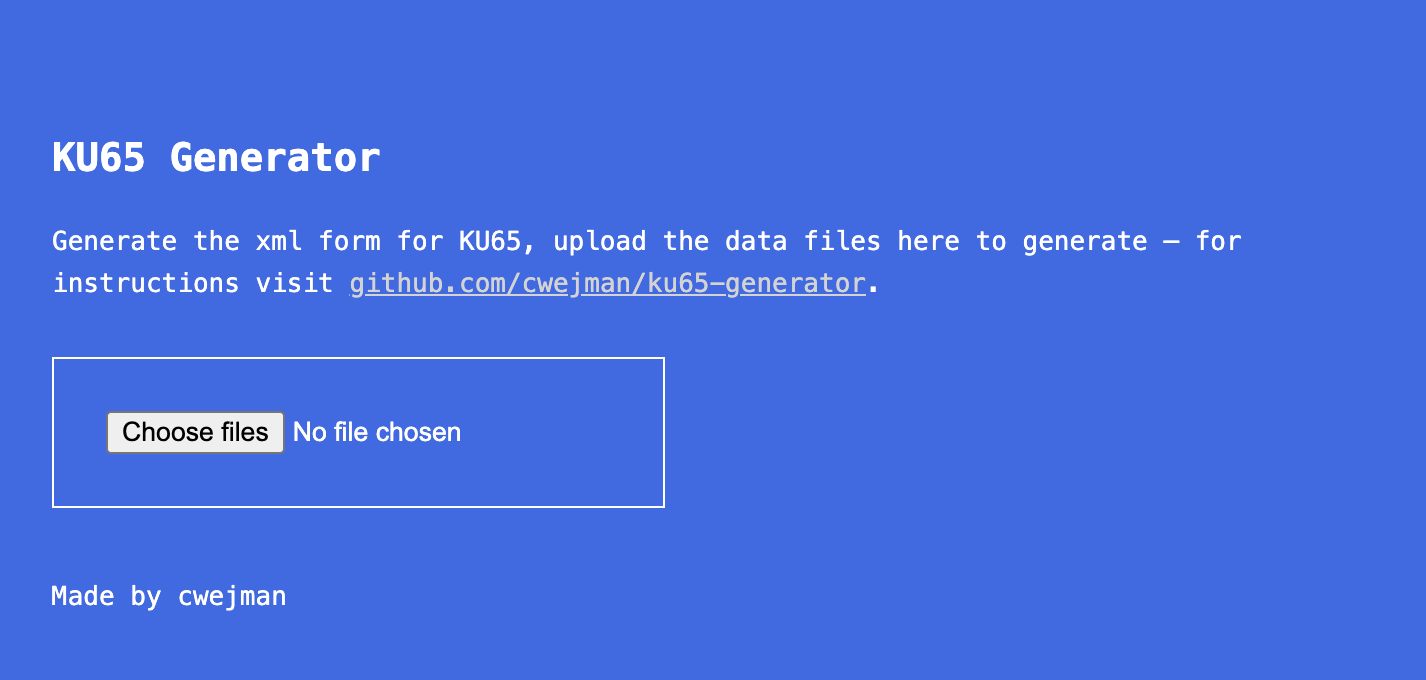 KU65 Generator
Generate the xml form for KU65, upload the data files here to generate – for
instructions visit github.com/cwejman/ku65-generator.
Choose files No file chosen
Made by cwejman